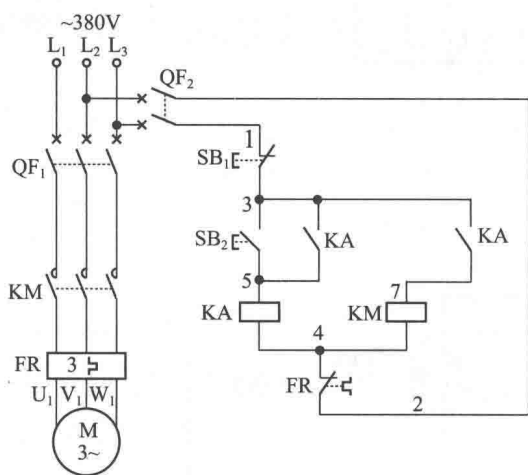 ~380V
L₁ L₂ L₃
QF₂
1
SB₁
QF₁
3
SB₂ KA KA
5
KM
KA
7
KM
4
FR 3
FR
U₁ V₁ W₁
2
M
3~